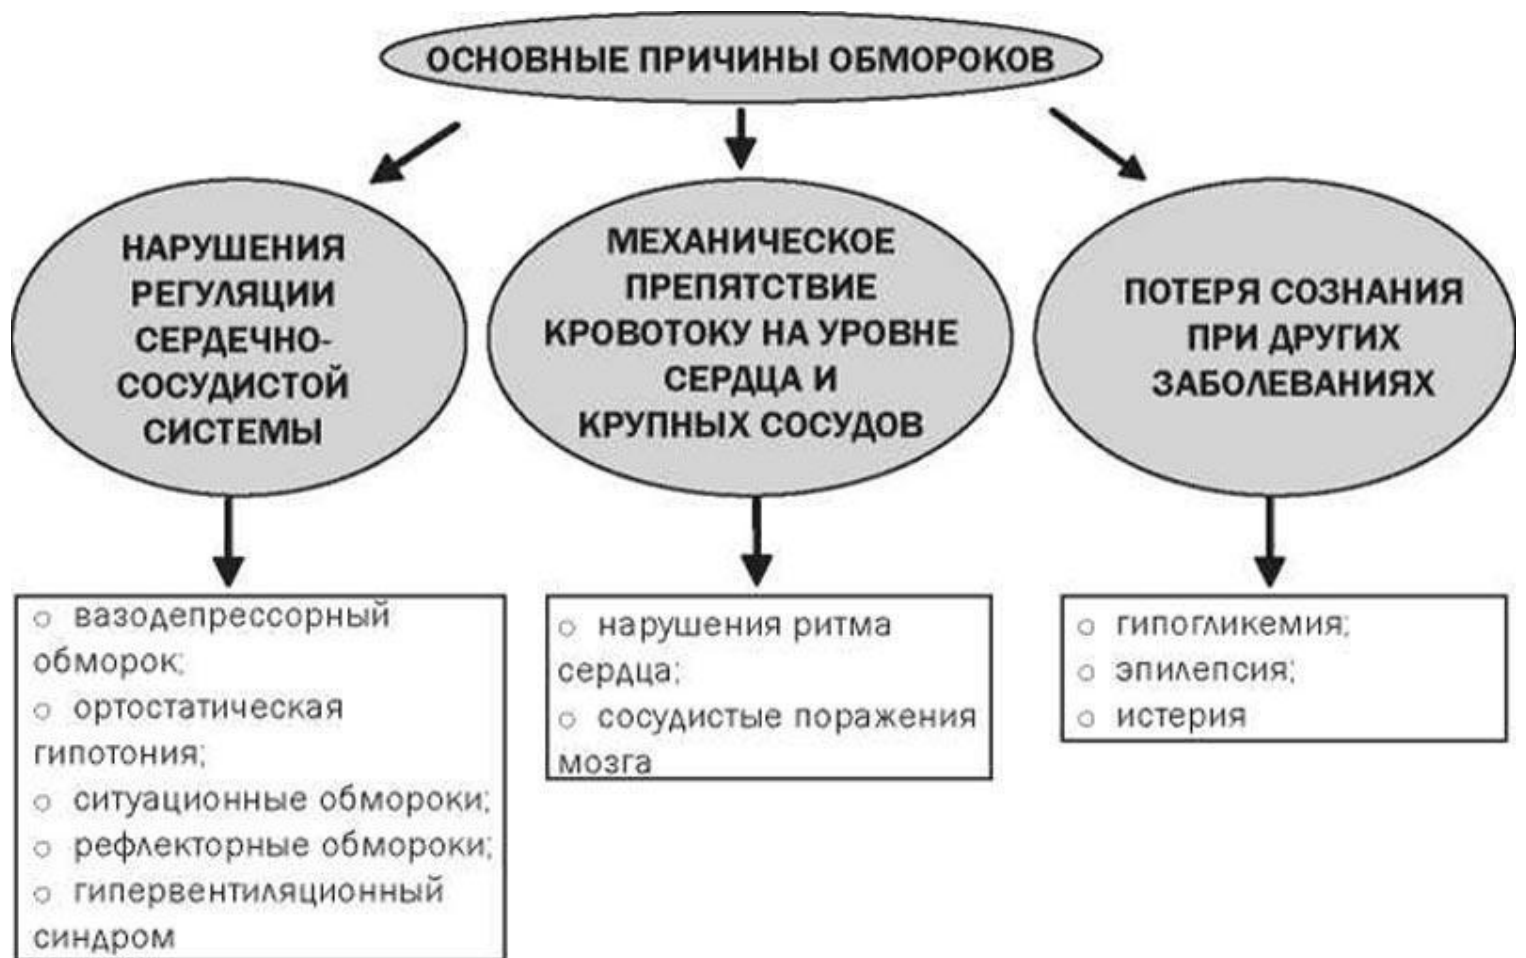 ОСНОВНЫЕ ПРИЧИНЫ ОБМОРОКОВ
НАРУШЕНИЯ
РЕГУЛЯЦИИ
СЕРДЕЧНО-
СОСУДИСТОЙ
СИСТЕМЫ
МЕХАНИЧЕСКОЕ
ПРЕПЯТСТВИЕ
КРОВОТОКУ НА УРОВНЕ
СЕРДЦА И
КРУПНЫХ СОСУДОВ
ПОТЕРЯ СОЗНАНИЯ
ПРИ ДРУГИХ
ЗАБОЛЕВАНИЯХ
○ вазодепрессорный
обморок;
○ ортостатическая
гипотония;
○ ситуационные обмороки;
○ рефлекторные обмороки;
○ гипервентиляционный
синдром
○ нарушения ритма
сердца;
○ сосудистые поражения
мозга
○ гипогликемия;
○ эпилепсия;
○ истерия